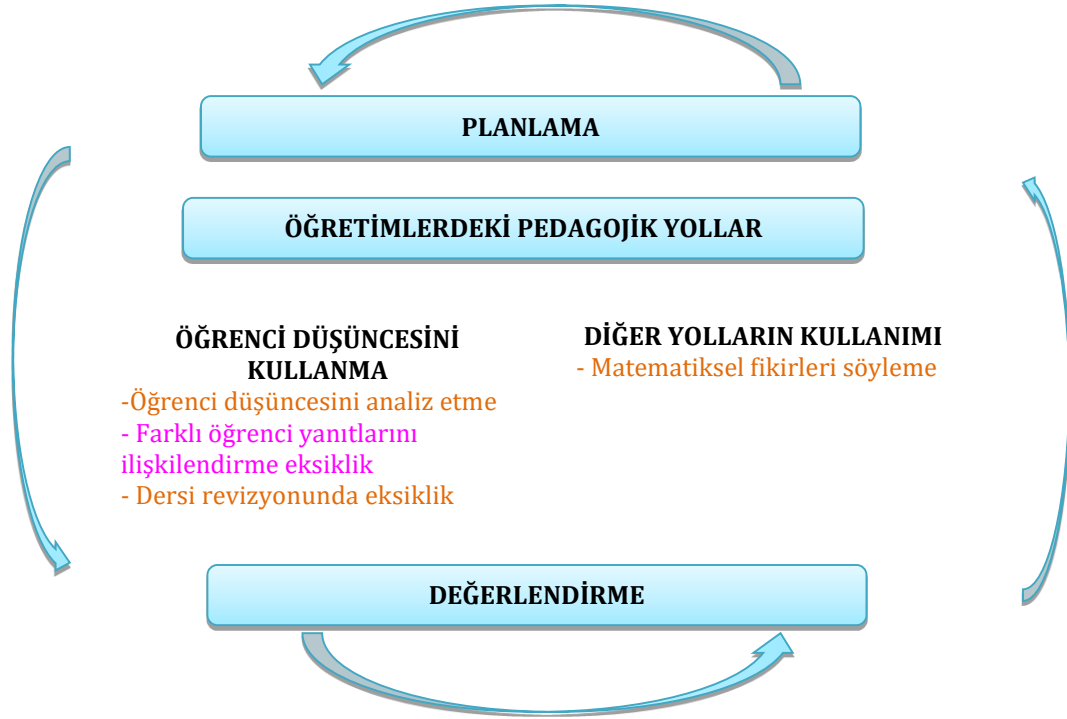 PLANLAMA
ÖĞRETİMLERDEKİ PEDAGOJİK YOLLAR
ÖĞRENCİ DÜŞÜNCESİNİ
KULLANMA
-Öğrenci düşüncesini analiz etme
- Farklı öğrenci yanıtlarını
ilişkilendirme eksiklik
- Dersi revizyonunda eksiklik
DİĞER YOLLARIN KULLANIMI
- Matematiksel fikirleri söyleme
DEĞERLENDİRME